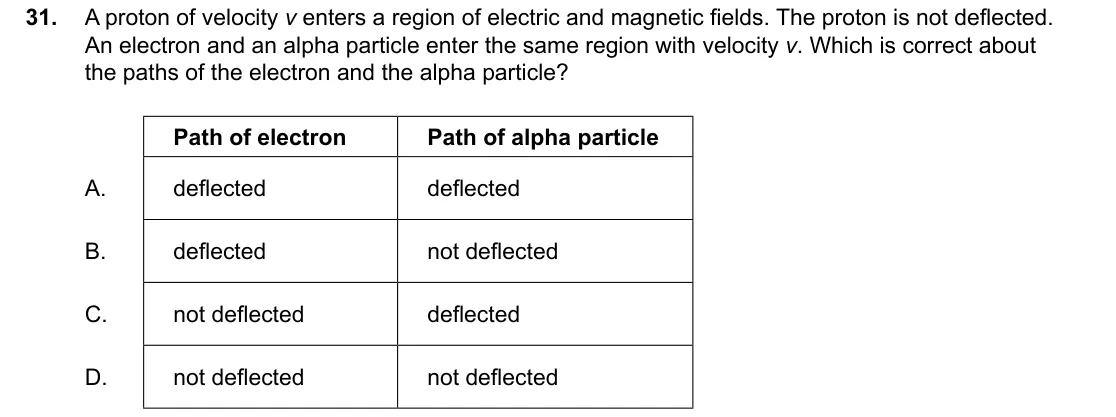 31. A proton of velocity v enters a region of electric and magnetic fields. The proton is not deflected.
An electron and an alpha particle enter the same region with velocity v. Which is correct about
the paths of the electron and the alpha particle?
Path of electron Path of alpha particle
A. deflected deflected
B. deflected not deflected
C. not deflected deflected
D. not deflected not deflected